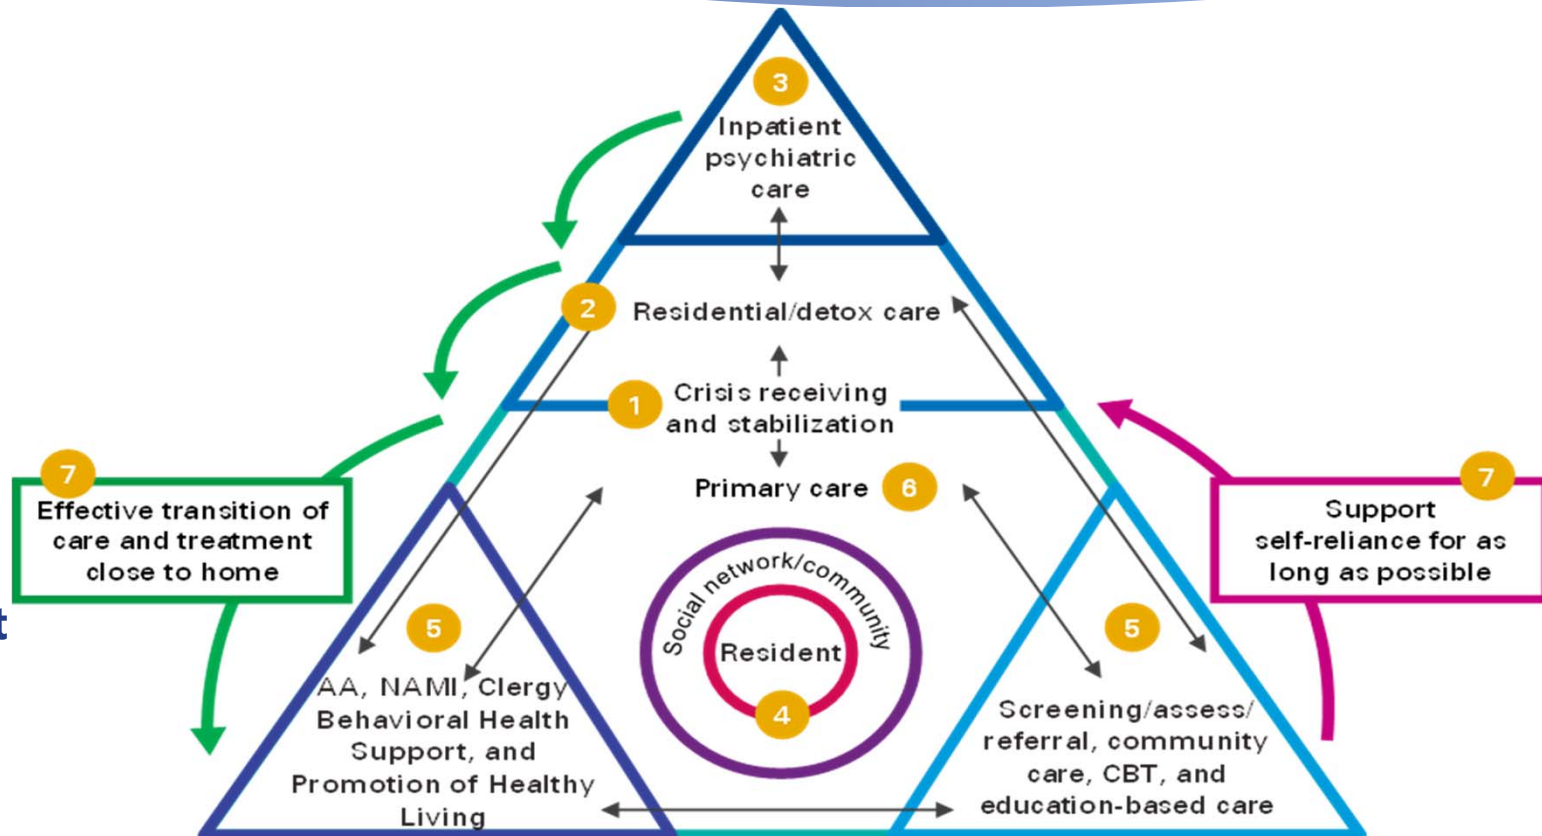 3
Inpatient
psychiatric
care
2
Residential/detox care
1
Crisis receiving
and stabilization
Primary care 6
7
Effective transition of
care and treatment
close to home
7
Support
self-reliance for as
long as possible
Social network/community
Resident
4
5
AA, NAMI, Clergy
Behavioral Health
Support, and
Promotion of Healthy
Living
5
Screening/assess/
referral, community
care, CBT, and
education-based care
t